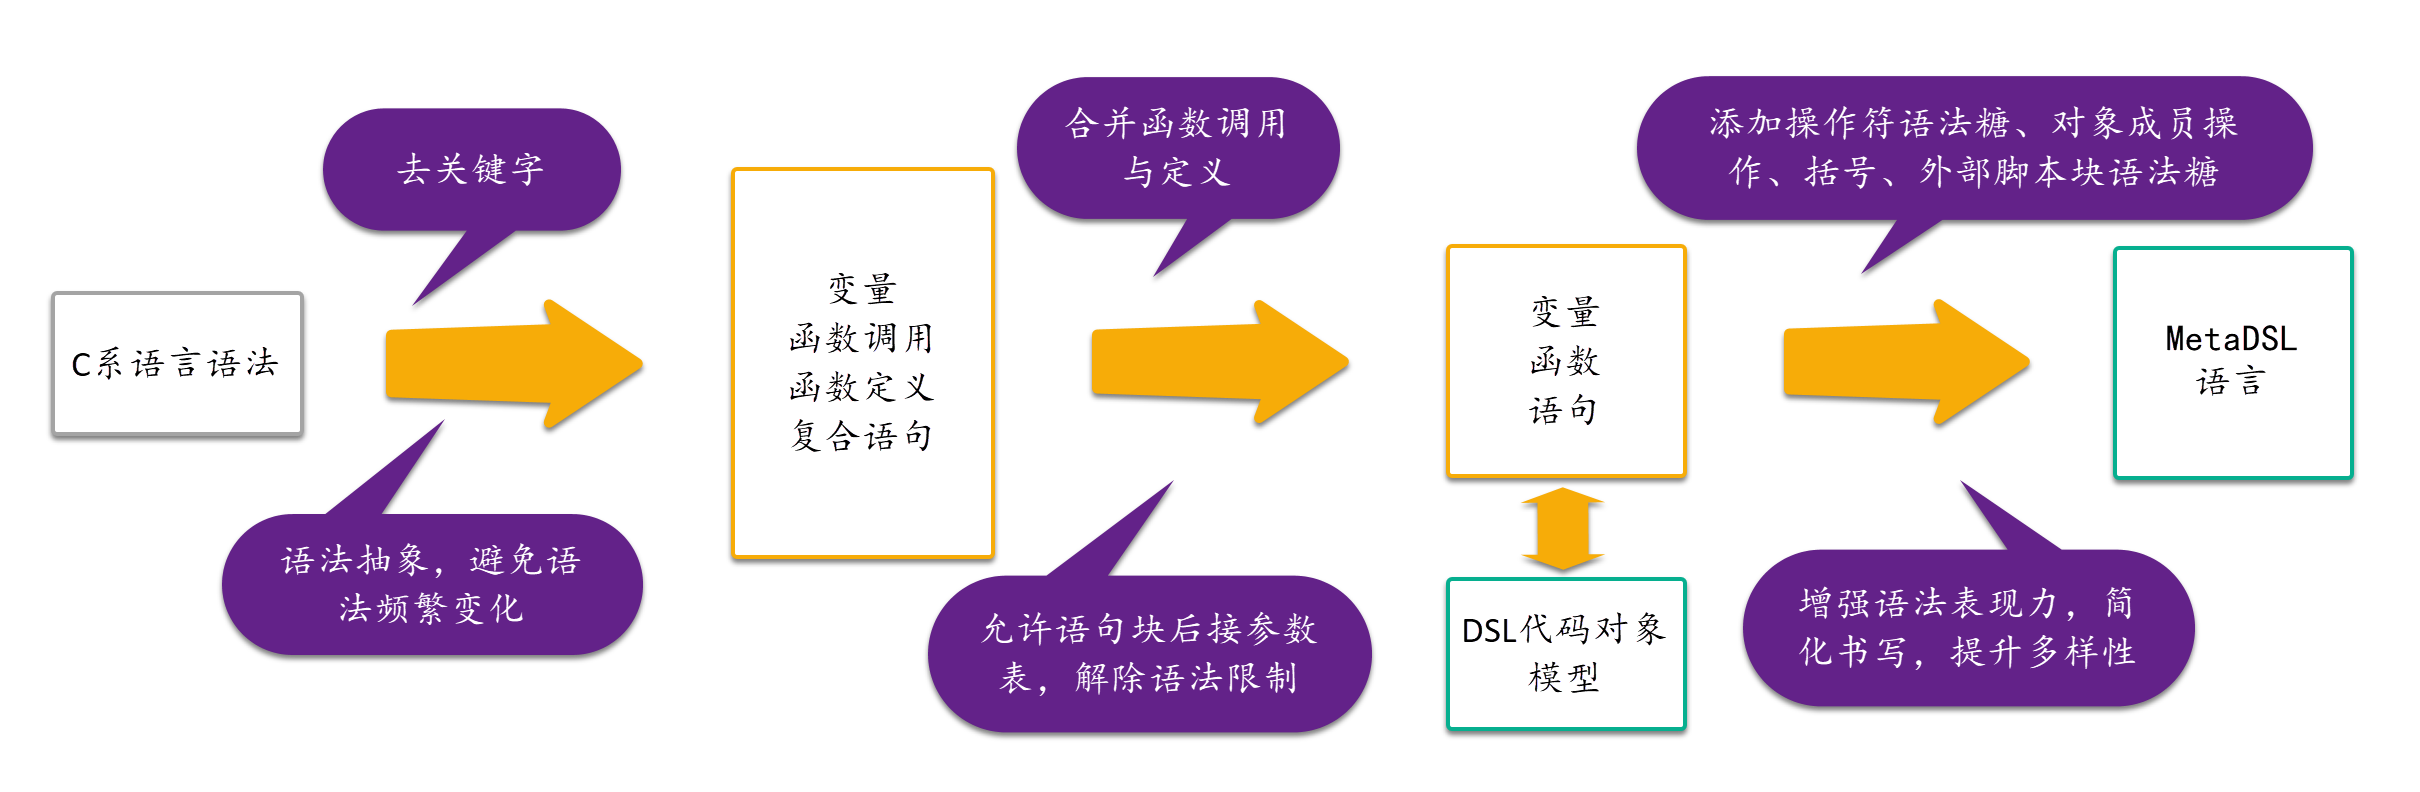 去关键字
合并函数调用
与定义
添加操作符语法糖、对象成员操
作、括号、外部脚本块语法糖
C系语言语法
变量
函数调用
函数定义
复合语句
变量
函数
语句
MetaDSL
语言
语法抽象，避免语
法频繁变化
允许语句块后接参数
表，解除语法限制
DSL代码对象
模型
增强语法表现力，简
化书写，提升多样性